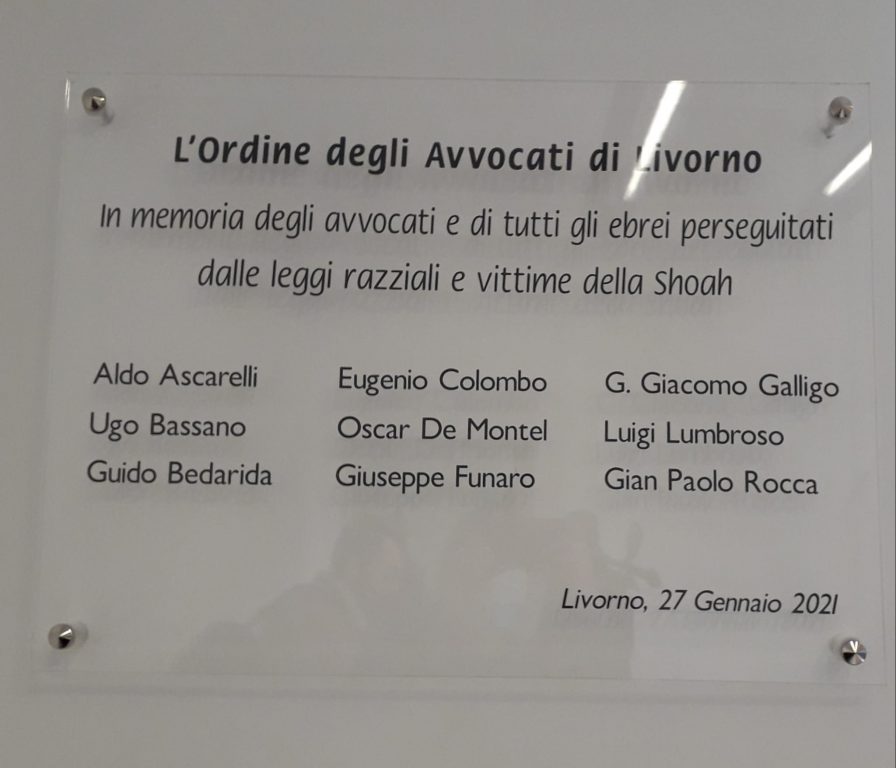 L'Ordine degli Avvocati di Livorno
In memoria degli avvocati e di tutti gli ebrei perseguitati
dalle leggi razziali e vittime della Shoah
Aldo Ascarelli Eugenio Colombo G. Giacomo Galligo
Ugo Bassano Oscar De Montel Luigi Lumbroso
Guido Bedarida Giuseppe Funaro Gian Paolo Rocca
Livorno, 27 Gennaio 2021